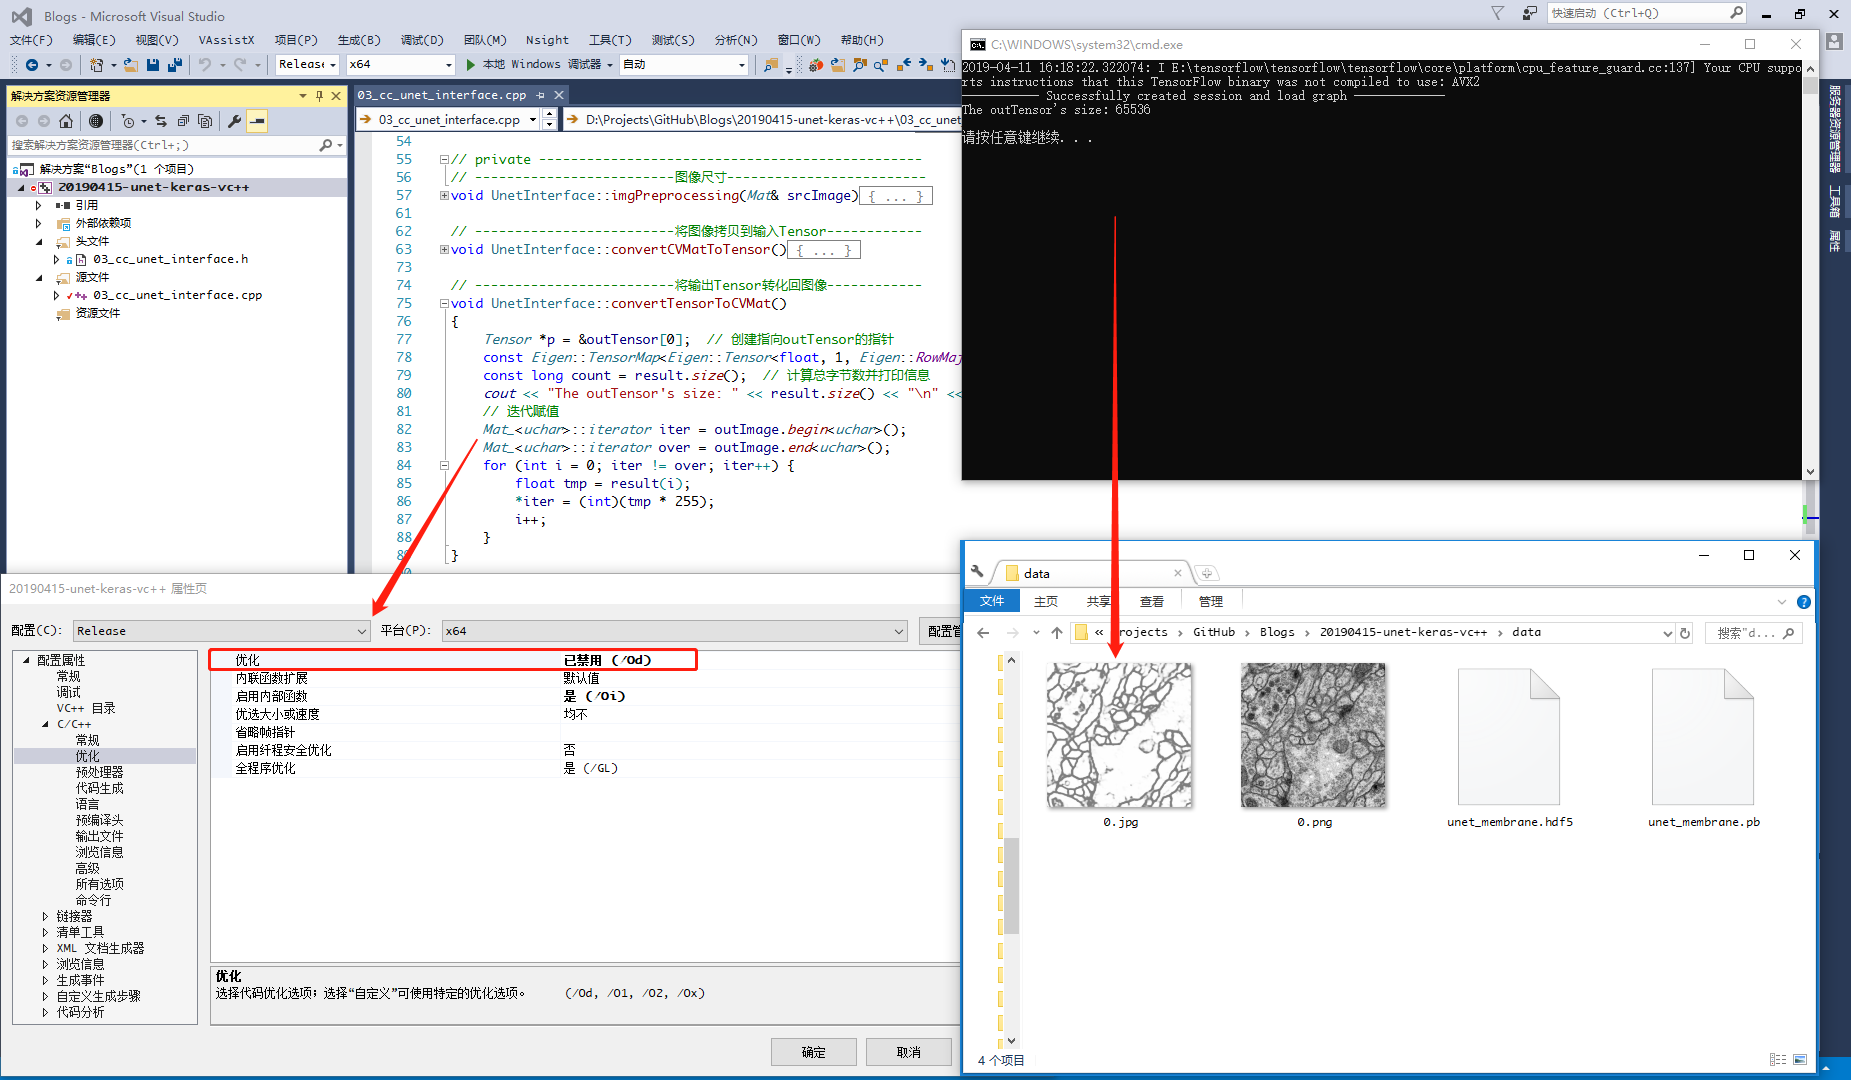 Blogs - Microsoft Visual Studio
快速启动 (Ctrl+Q)
文件(F) 编辑(E) 视图(V) VAssistX 项目(P) 生成(B) 调试(D) 团队(M) Nsight 工具(T) 测试(S) 分析(N) 窗口(W) 帮助(H)
Release x64 本地 Windows 调试器 自动
解决方案资源管理器
搜索解决方案资源管理器(Ctrl+;)
解决方案“Blogs”(1 个项目)
20190415-unet-keras-vc++
引用
外部依赖项
头文件
03_cc_unet_interface.h
源文件
03_cc_unet_interface.cpp
资源文件
03_cc_unet_interface.cpp
03_cc_unet_interface.cpp D:\Projects\GitHub\Blogs\20190415-unet-keras-vc++\03_cc_unet
54
55 // private ------------------------------------------------
56 // -------------------------图像尺寸-------------------------
57 void UnetInterface::imgPreprocessing(Mat& srcImage){ ... }
61
62 // -------------------------将图像拷贝到输入Tensor------------
63 void UnetInterface::convertCVMatToTensor(){ ... }
73
74 // -------------------------将输出Tensor转化回图像------------
75 void UnetInterface::convertTensorToCVMat()
76 {
77 Tensor *p = &outTensor[0]; // 创建指向outTensor的指针
78 const Eigen::TensorMap<Eigen::Tensor<float, 1, Eigen::RowMaj
79 const long count = result.size(); // 计算总字节数并打印信息
80 cout << "The outTensor's size: " << result.size() << "\n" <<
81 // 迭代赋值
82 Mat_<uchar>::iterator iter = outImage.begin<uchar>();
83 Mat_<uchar>::iterator over = outImage.end<uchar>();
84 for (int i = 0; iter != over; iter++) {
85 float tmp = result(i);
86 *iter = (int)(tmp * 255);
87 i++;
88 }
89 }
C:\WINDOWS\system32\cmd.exe
2019-04-11 16:18:22.322074: I E:\tensorflow\tensorflow\tensorflow\core\platform\cpu_feature_guard.cc:137] Your CPU suppo
rts instructions that this TensorFlow binary was not compiled to use: AVX2
----------- Successfully created session and load graph -------------
The outTensor's size: 65536
请按任意键继续. . .
服务器资源管理器
工具箱
属性
20190415-unet-keras-vc++ 属性页
配置(C): Release 平台(P): x64 配置管
配置属性
常规
调试
VC++ 目录
C/C++
常规
优化
预处理器
代码生成
语言
预编译头
输出文件
浏览信息
高级
所有选项
命令行
链接器
清单工具
XML 文档生成器
浏览信息
生成事件
自定义生成步骤
代码分析
优化 已禁用 (/Od)
内联函数扩展 默认值
启用内部函数 是 (/Oi)
优选大小或速度 均不
省略帧指针
启用纤程安全优化 否
全程序优化 是 (/GL)
优化
选择代码优化选项；选择“自定义”可使用特定的优化选项。 (/Od, /O1, /O2, /Ox)
确定 取消
data
文件 主页 共享 查看 管理
« rojects › GitHub › Blogs › 20190415-unet-keras-vc++ › data
搜索"d...
0.jpg
0.png
unet_membrane.hdf5
unet_membrane.pb
4 个项目